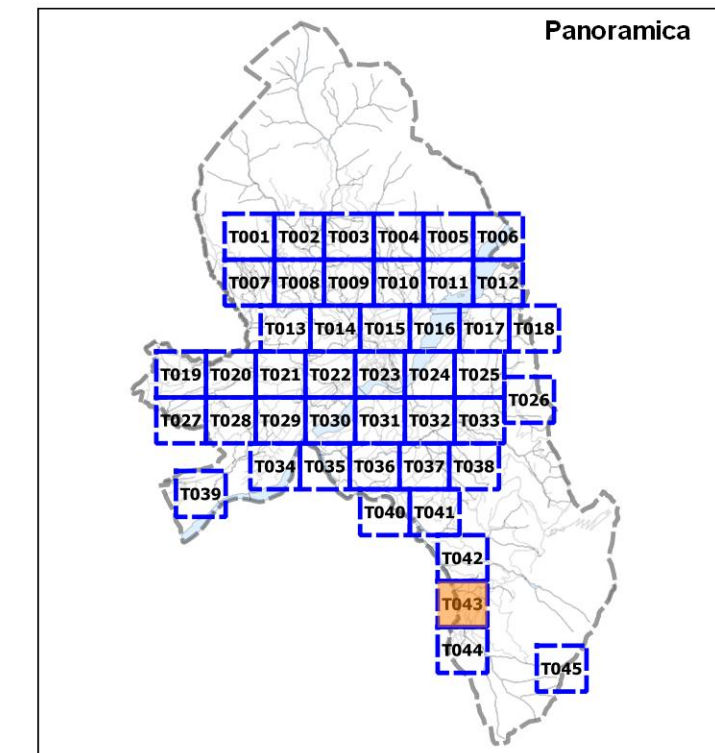 Panoramica
T001 T002 T003 T004 T005 T006
T007 T008 T009 T010 T011 T012
T013 T014 T015 T016 T017 T018
T019 T020 T021 T022 T023 T024 T025
T026
T027 T028 T029 T030 T031 T032 T033
T034 T035 T036 T037 T038
T039
T040 T041
T042
T043
T044
T045